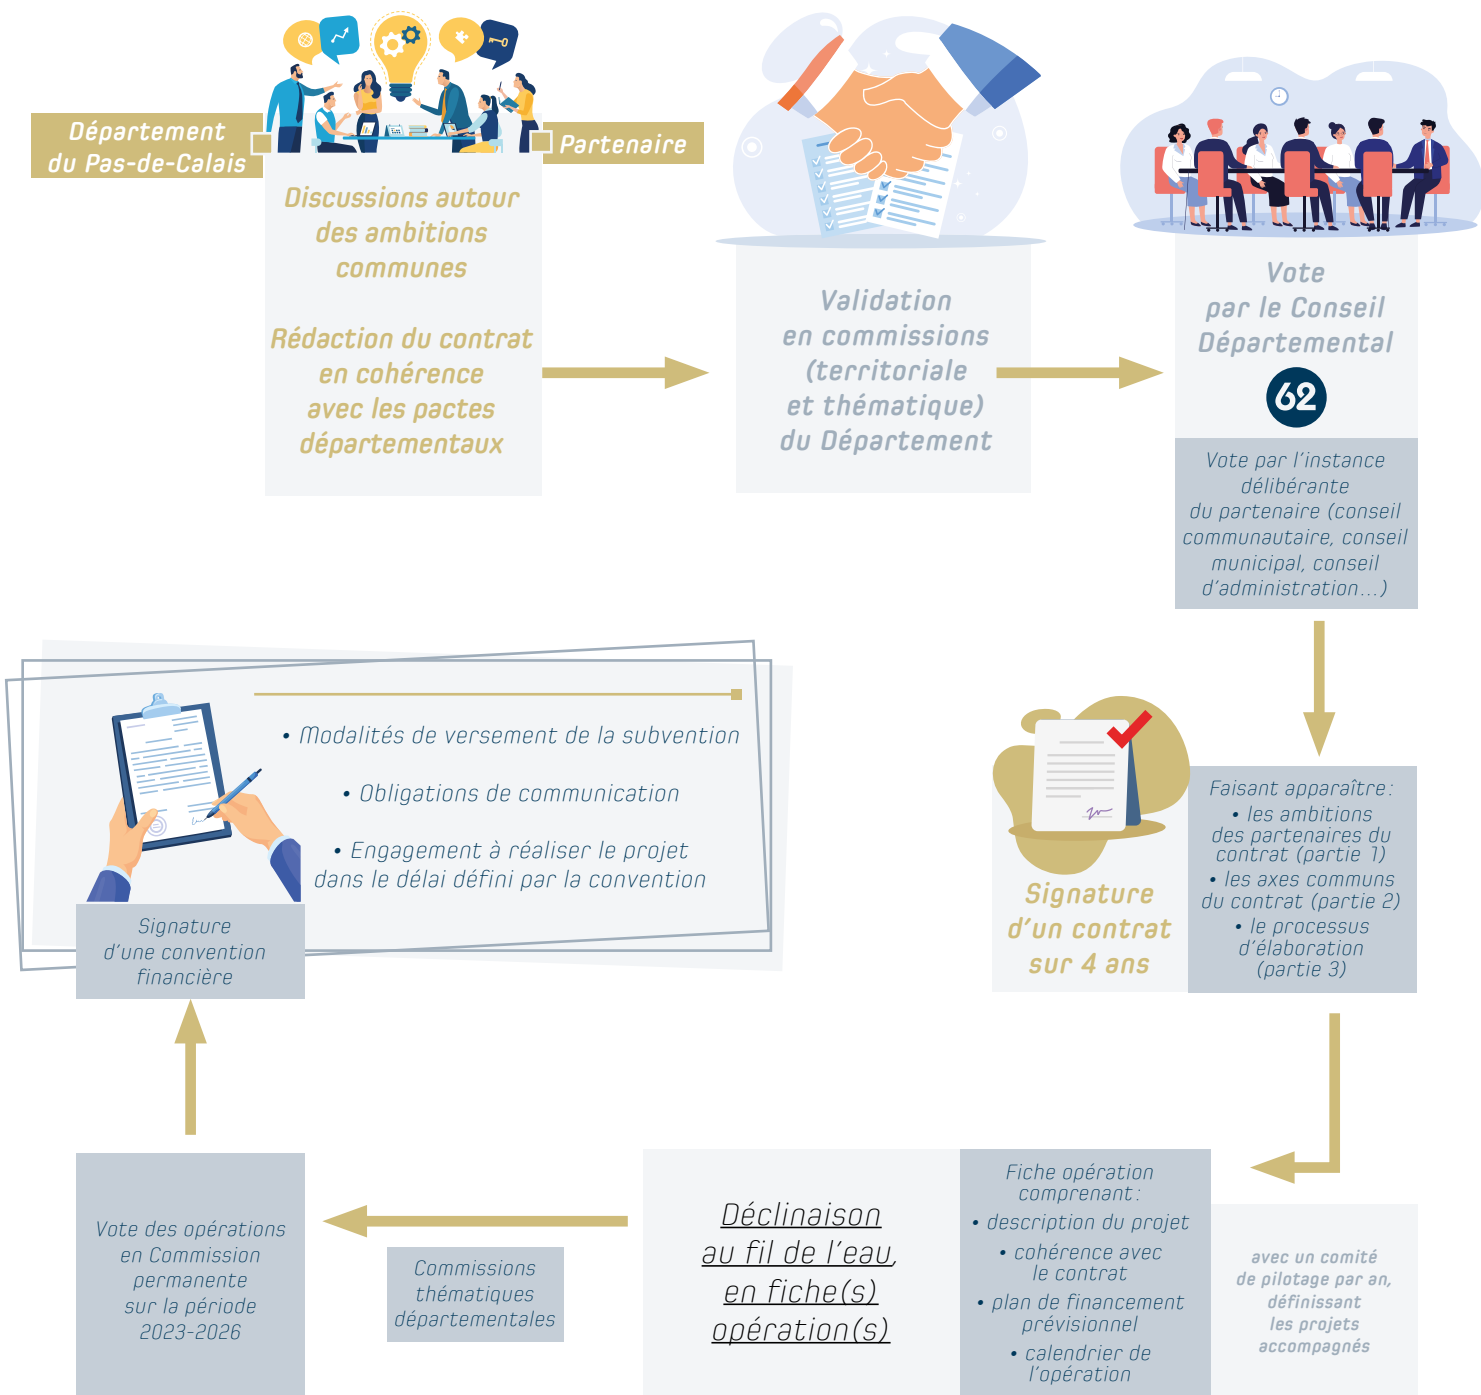 Département
du Pas-de-Calais
Partenaire
Discussions autour
des ambitions
communes
Rédaction du contrat
en cohérence
avec les pactes
départementaux
Validation
en commissions
(territoriale
et thématique)
du Département
Vote
par le Conseil
Départemental
62
Vote par l'instance
délibérante
du partenaire (conseil
communautaire, conseil
municipal, conseil
d'administration...)
Signature
d'un contrat
sur 4 ans
Faisant apparaître :
• les ambitions
des partenaires du
contrat (partie 1)
• les axes communs
du contrat (partie 2)
• le processus
d'élaboration
(partie 3)
avec un comité
de pilotage par an,
définissant
les projets
accompagnés
Fiche opération
comprenant :
• description du projet
• cohérence avec
le contrat
• plan de financement
prévisionnel
• calendrier de
l'opération
Déclinaison
au fil de l'eau,
en fiche(s)
opération(s)
Commissions
thématiques
départementales
Vote des opérations
en Commission
permanente
sur la période
2023-2026
Signature
d'une convention
financière
• Modalités de versement de la subvention
• Obligations de communication
• Engagement à réaliser le projet
dans le délai défini par la convention